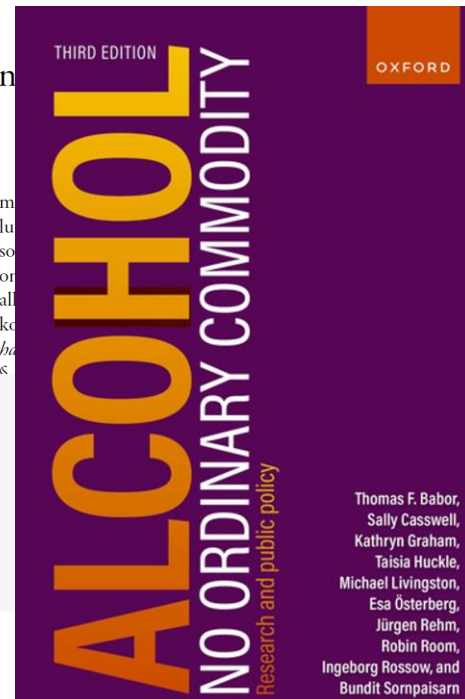 THIRD EDITION
OXFORD
ALCOHOL
NO ORDINARY COMMODITY
Research and public policy
Thomas F. Babor,
Sally Casswell,
Kathryn Graham,
Taisia Huckle,
Michael Livingston,
Esa Österberg,
Jürgen Rehm,
Robin Room,
Ingeborg Rossow, and
Bundit Sornpaisarn